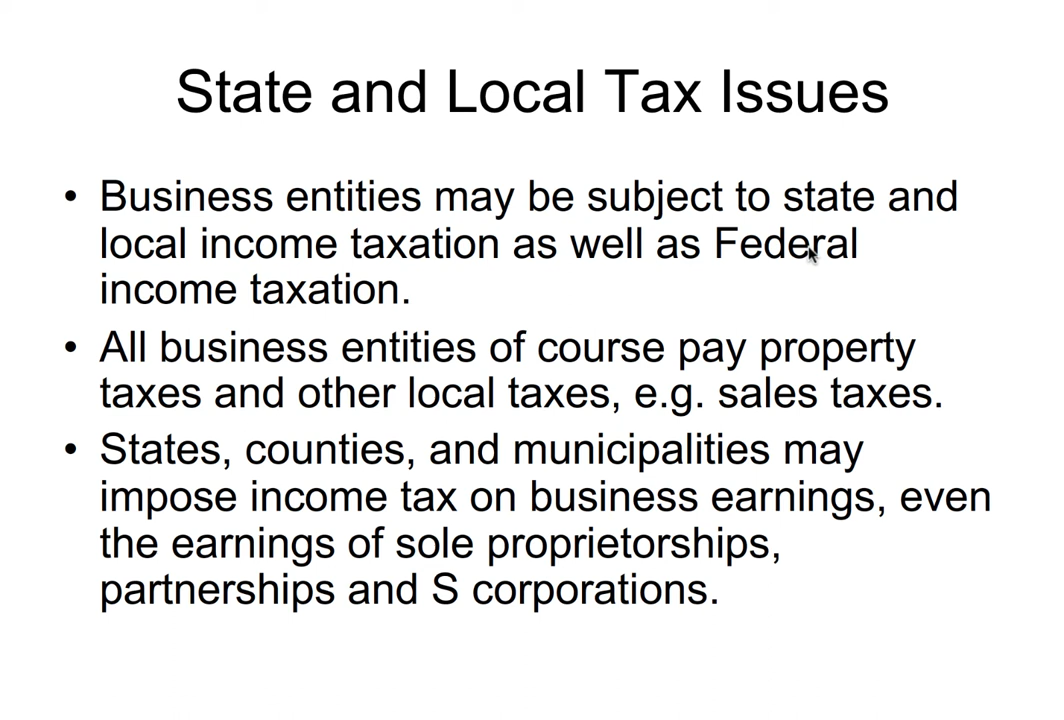 State and Local Tax Issues
• Business entities may be subject to state and
local income taxation as well as Federal
income taxation.
• All business entities of course pay property
taxes and other local taxes, e.g. sales taxes.
• States, counties, and municipalities may
impose income tax on business earnings, even
the earnings of sole proprietorships,
partnerships and S corporations.